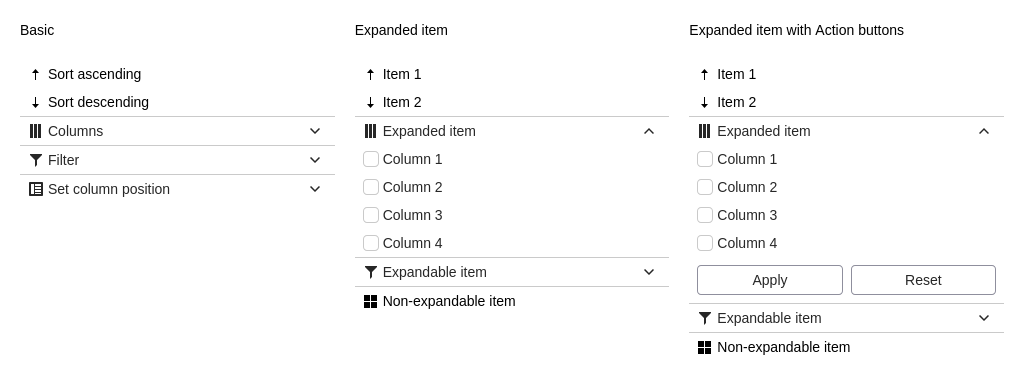 Basic
Sort ascending
Sort descending
Columns
Filter
Set column position
Expanded item
Item 1
Item 2
Expanded item
Column 1
Column 2
Column 3
Column 4
Expandable item
Non-expandable item
Expanded item with Action buttons
Item 1
Item 2
Expanded item
Column 1
Column 2
Column 3
Column 4
Apply Reset
Expandable item
Non-expandable item